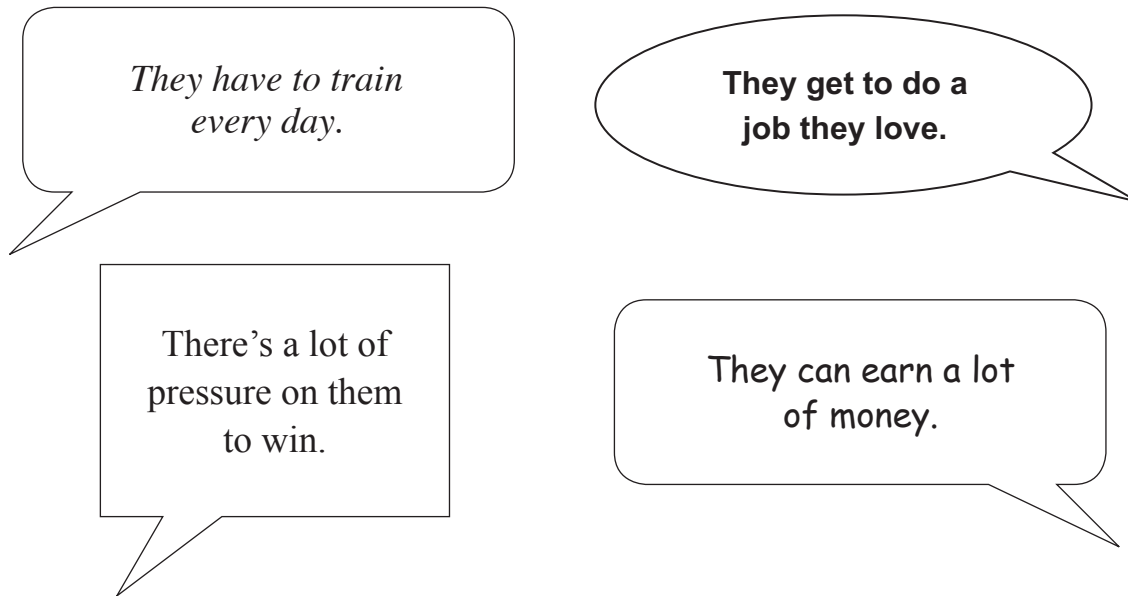 They have to train
every day.
They get to do a
job they love.
There’s a lot of
pressure on them
to win.
They can earn a lot
of money.